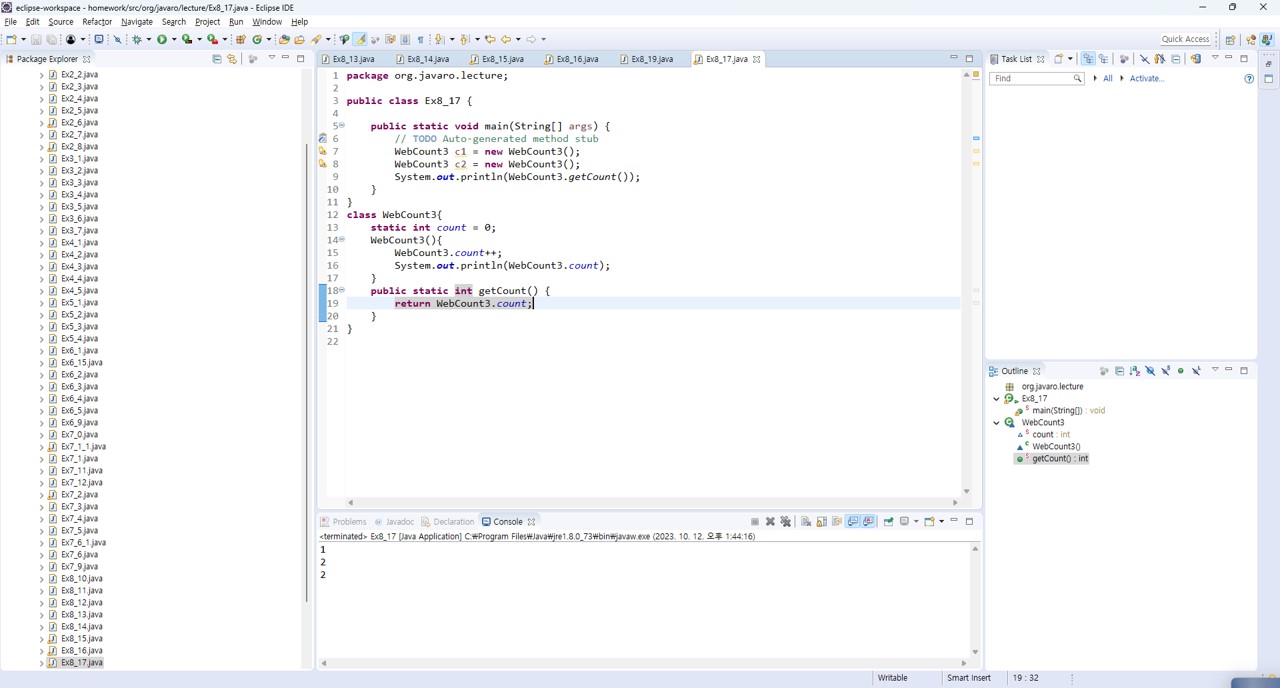 eclipse-workspace - homework/src/org/javaro/lecture/Ex8_17.java - Eclipse IDE
File Edit Source Refactor Navigate Search Project Run Window Help
Quick Access
Package Explorer
Ex2_2.java
Ex2_3.java
Ex2_4.java
Ex2_5.java
Ex2_6.java
Ex2_7.java
Ex2_8.java
Ex3_1.java
Ex3_2.java
Ex3_3.java
Ex3_4.java
Ex3_5.java
Ex3_6.java
Ex3_7.java
Ex4_1.java
Ex4_2.java
Ex4_3.java
Ex4_4.java
Ex4_5.java
Ex5_1.java
Ex5_2.java
Ex5_3.java
Ex5_4.java
Ex6_1.java
Ex6_15.java
Ex6_2.java
Ex6_3.java
Ex6_4.java
Ex6_5.java
Ex6_9.java
Ex7_0.java
Ex7_1_1.java
Ex7_1.java
Ex7_11.java
Ex7_12.java
Ex7_2.java
Ex7_3.java
Ex7_4.java
Ex7_5.java
Ex7_6_1.java
Ex7_6.java
Ex7_9.java
Ex8_10.java
Ex8_11.java
Ex8_12.java
Ex8_13.java
Ex8_14.java
Ex8_15.java
Ex8_16.java
Ex8_17.java
Ex8_13.java Ex8_14.java Ex8_15.java Ex8_16.java Ex8_19.java Ex8_17.java
1 package org.javaro.lecture;
2
3 public class Ex8_17 {
4
5 public static void main(String[] args) {
6 // TODO Auto-generated method stub
7 WebCount3 c1 = new WebCount3();
8 WebCount3 c2 = new WebCount3();
9 System.out.println(WebCount3.getCount());
10 }
11 }
12 class WebCount3{
13 static int count = 0;
14 WebCount3(){
15 WebCount3.count++;
16 System.out.println(WebCount3.count);
17 }
18 public static int getCount() {
19 return WebCount3.count;
20 }
21 }
22
Problems Javadoc Declaration Console
<terminated> Ex8_17 [Java Application] C:₩Program Files₩Java₩jre1.8.0_73₩bin₩javaw.exe (2023. 10. 12. 오후 1:44:16)
1
2
2
Task List
Find All Activate...
Outline
org.javaro.lecture
Ex8_17
main(String[]) : void
WebCount3
count : int
WebCount3()
getCount() : int
Writable Smart Insert 19 : 32